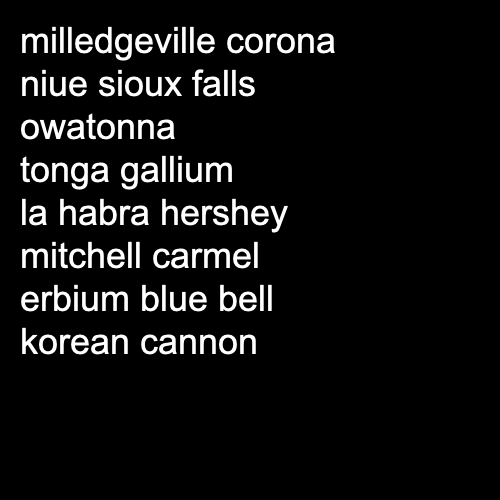 milledgeville corona
niue sioux falls
owatonna
tonga gallium
la habra hershey
mitchell carmel
erbium blue bell
korean cannon